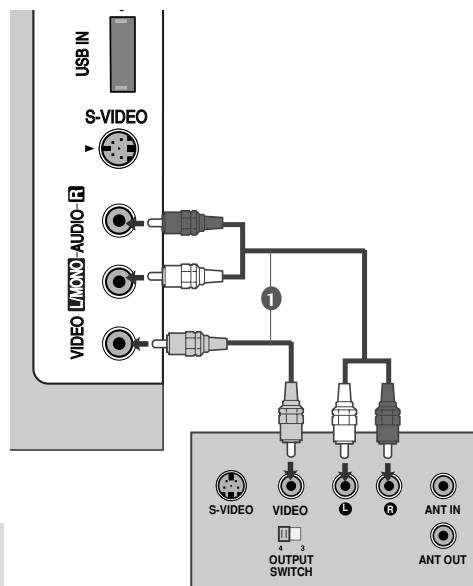 USB IN
S-VIDEO
VIDEO L/MONO AUDIO R
1
S-VIDEO
VIDEO
L
R
ANT IN
4 3
OUTPUT
SWITCH
ANT OUT